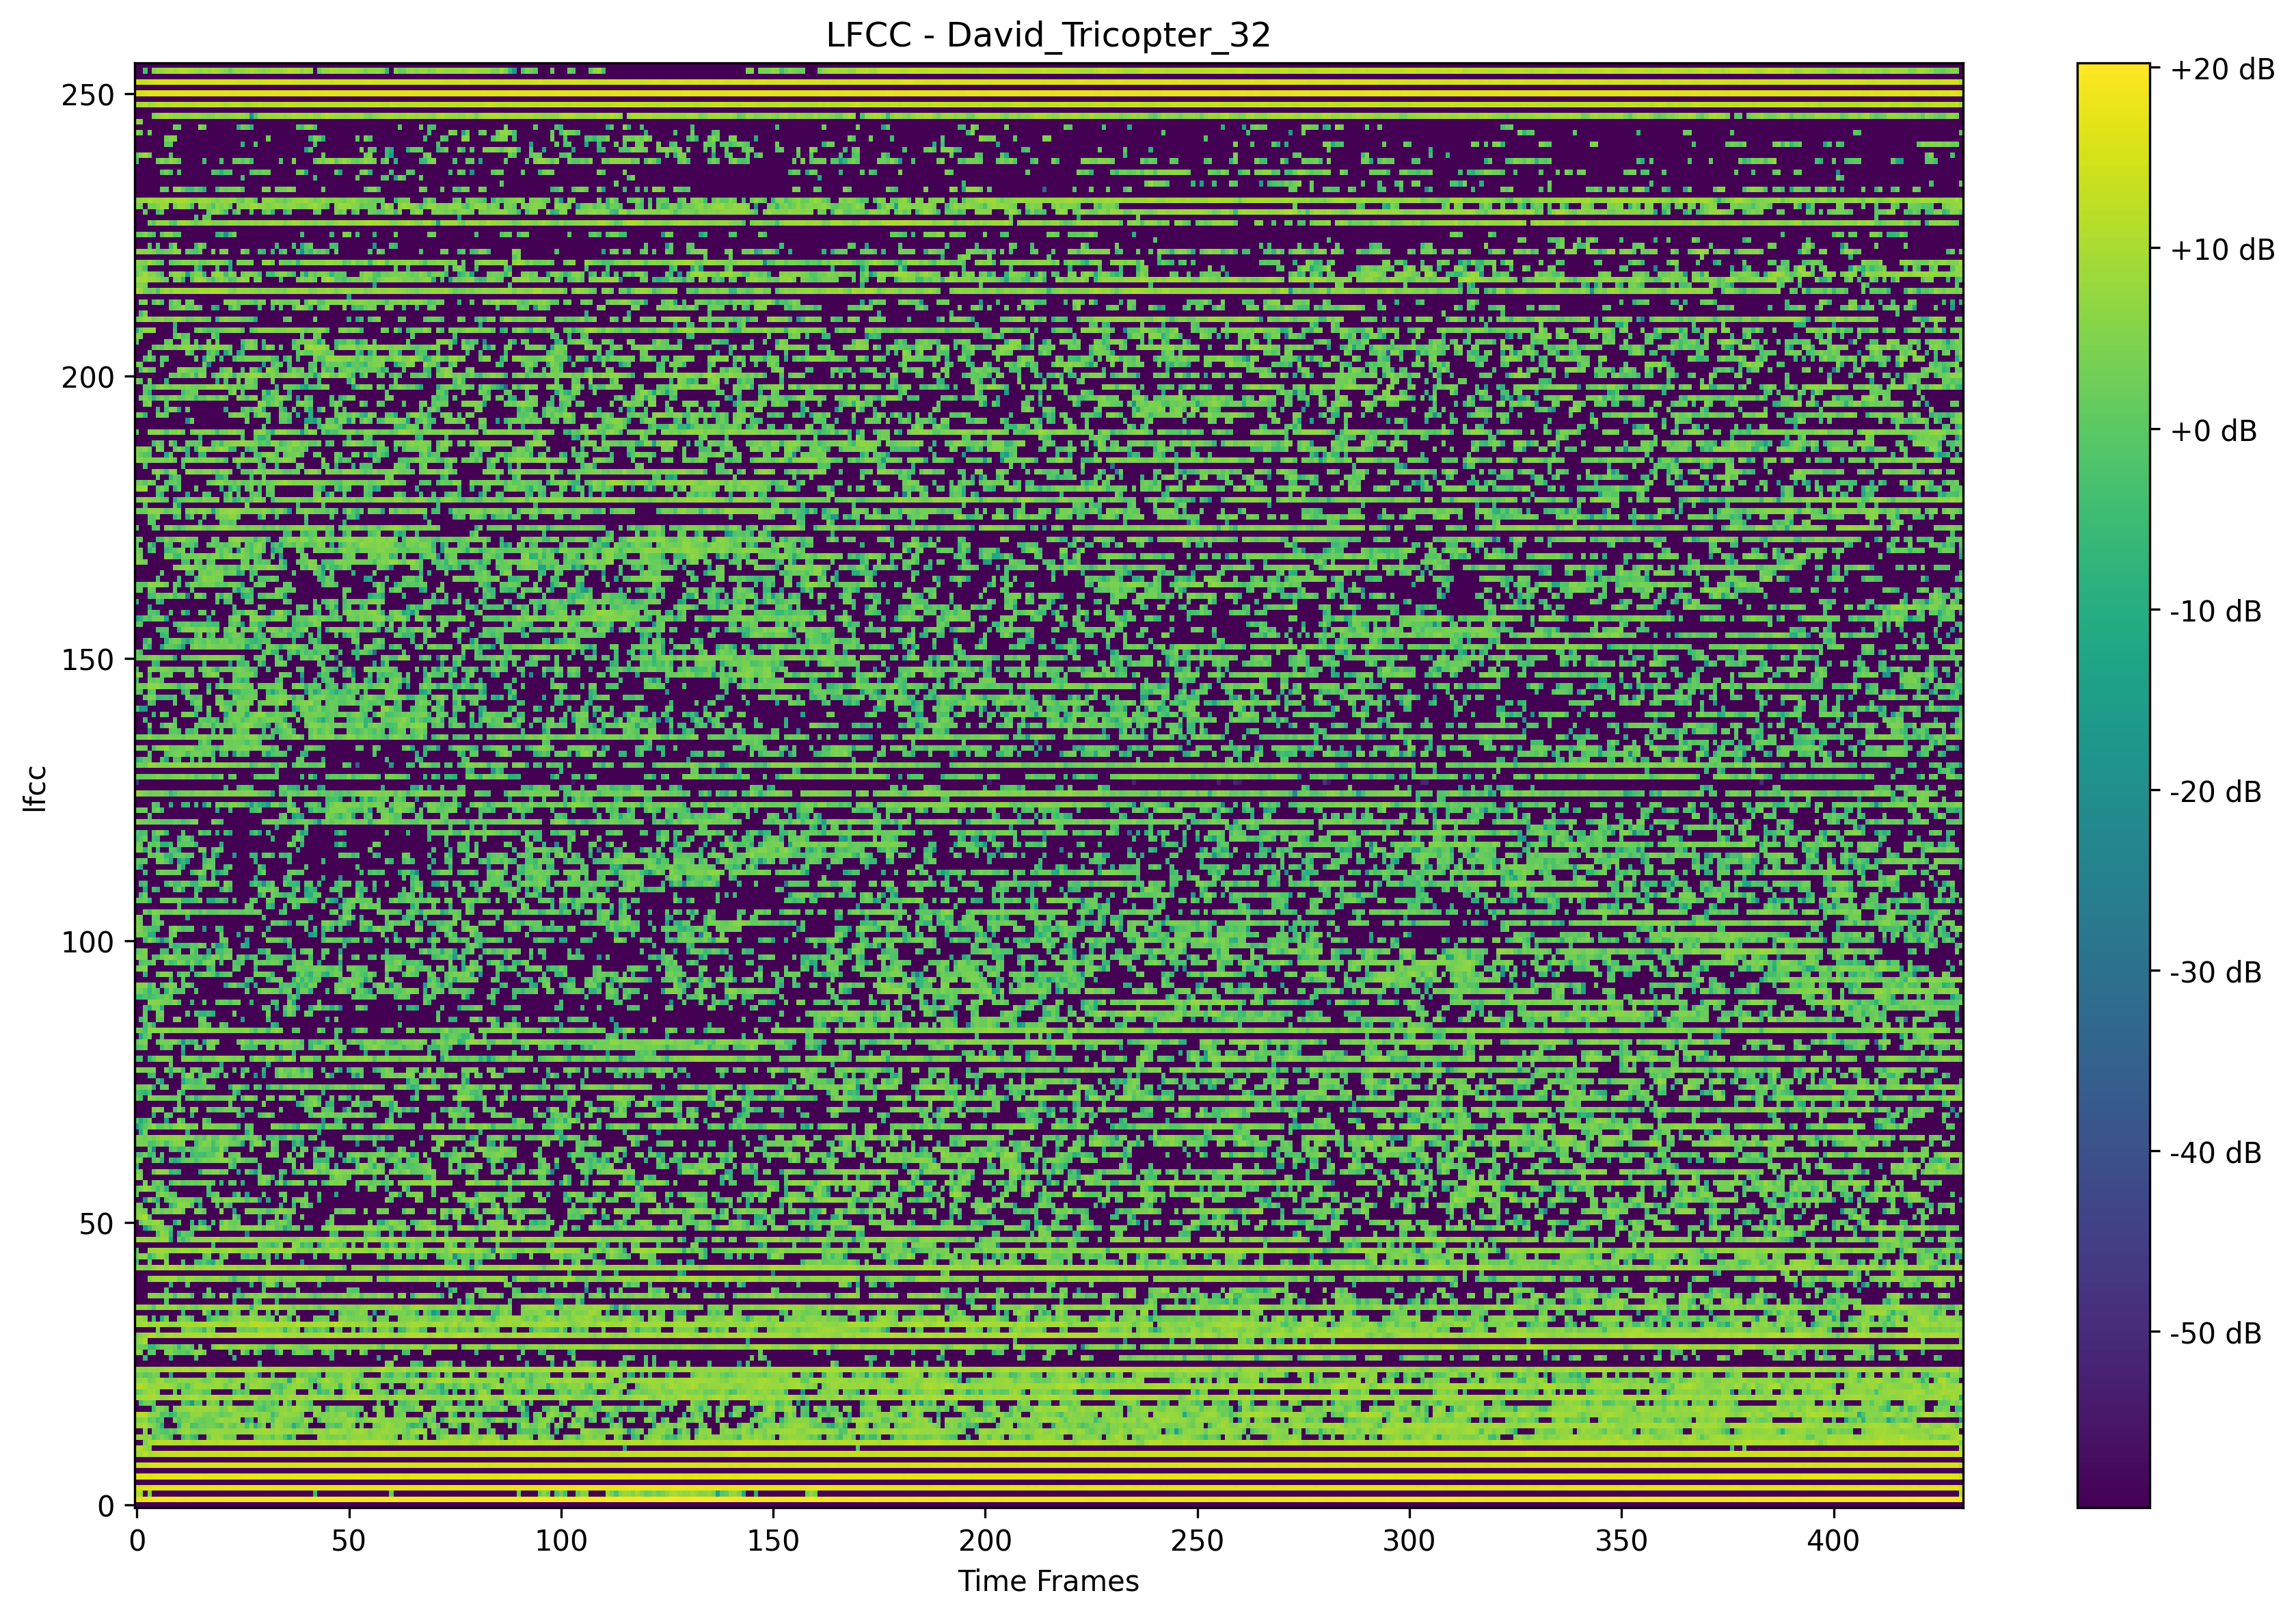 LFCC - David_Tricopter_32
250
200
150
100
50
0
lfcc
0 50 100 150 200 250 300 350 400
Time Frames
+20 dB
+10 dB
+0 dB
-10 dB
-20 dB
-30 dB
-40 dB
-50 dB